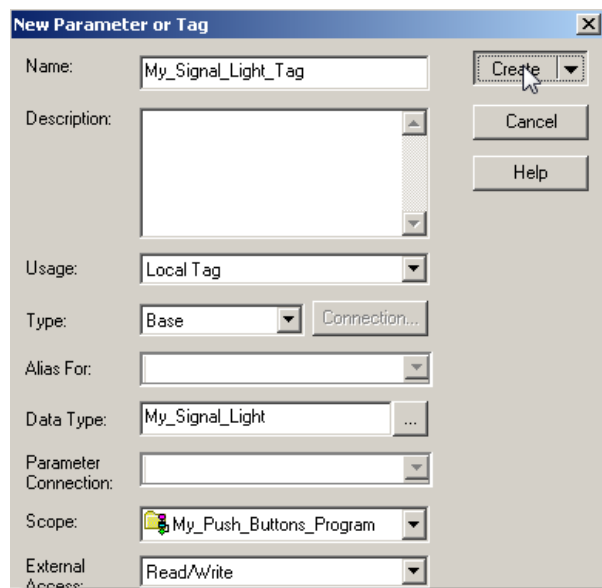 New Parameter or Tag
Name:
My_Signal_Light_Tag
Create
Description:
Cancel
Help
Usage:
Local Tag
Type:
Base
Connection...
Alias For:
Data Type:
My_Signal_Light
...
Parameter
Connection:
Scope:
My_Push_Buttons_Program
External
Access:
Read/Write